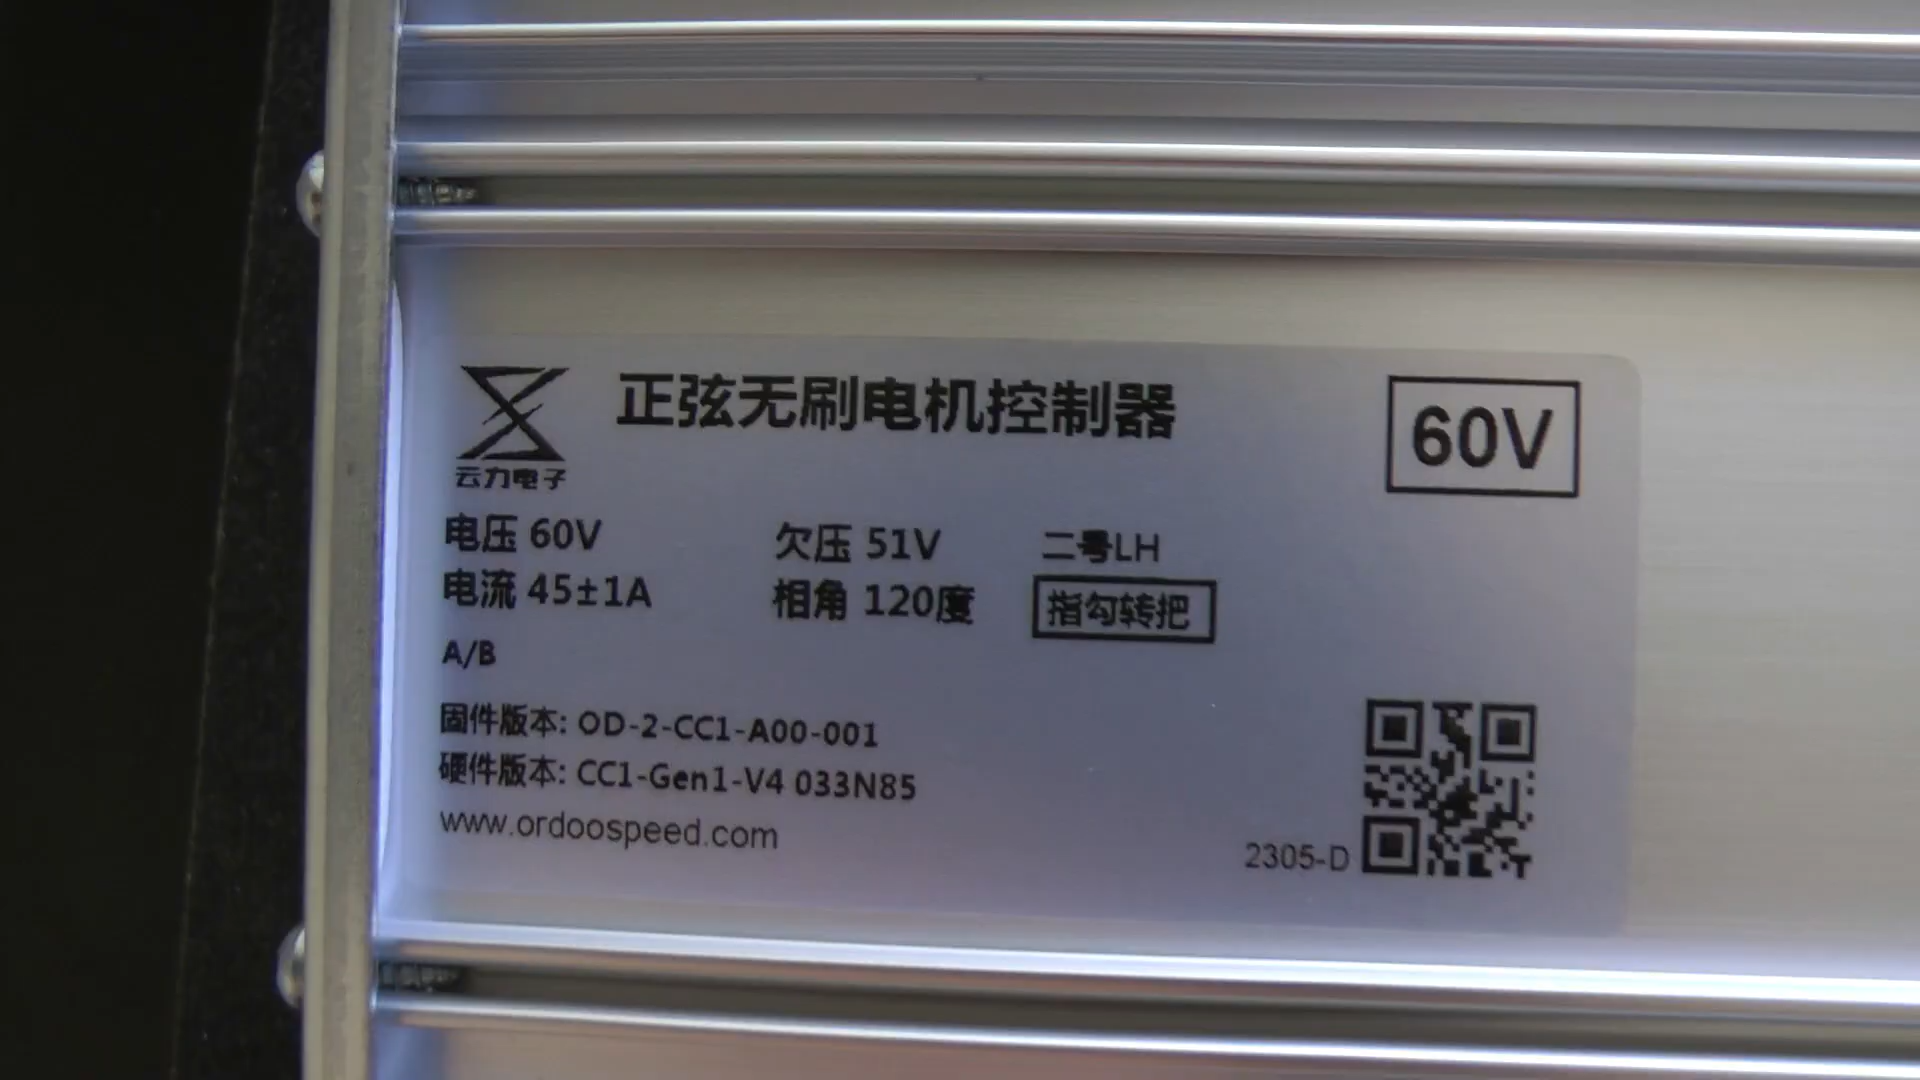 云力电子
正弦无刷电机控制器
60V
电压 60V 欠压 51V 二号LH
电流 45±1A 相角 120度 指勾转把
A/B
固件版本: OD-2-CC1-A00-001
硬件版本: CC1-Gen1-V4 033N85
www.ordoospeed.com
2305-D